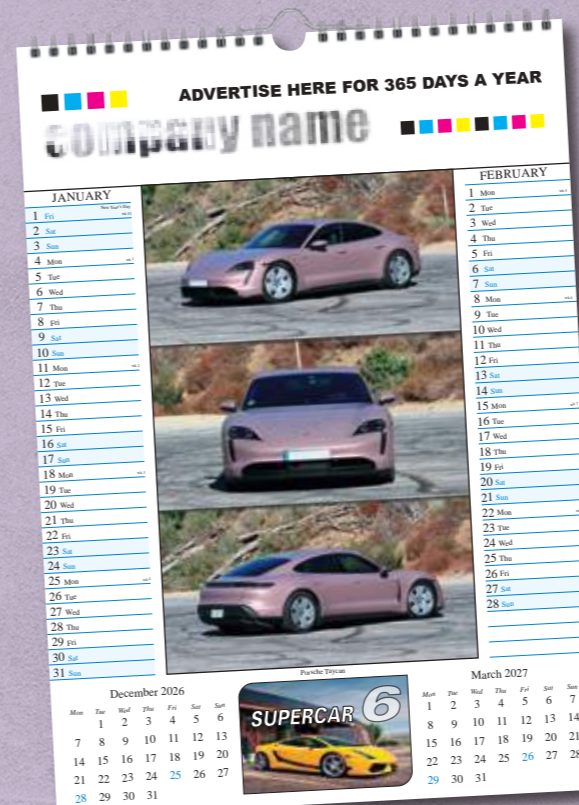 ADVERTISE HERE FOR 365 DAYS A YEAR
company name
JANUARY
1 Fri New Year's Day
2 Sat
3 Sun
4 Mon
5 Tue
6 Wed
7 Thu
8 Fri
9 Sat
10 Sun
11 Mon
12 Tue
13 Wed
14 Thu
15 Fri
16 Sat
17 Sun
18 Mon
19 Tue
20 Wed
21 Thu
22 Fri
23 Sat
24 Sun
25 Mon
26 Tue
27 Wed
28 Thu
29 Fri
30 Sat
31 Sun
FEBRUARY
1 Mon
2 Tue
3 Wed
4 Thu
5 Fri
6 Sat
7 Sun
8 Mon
9 Tue
10 Wed
11 Thu
12 Fri
13 Sat
14 Sun
15 Mon
16 Tue
17 Wed
18 Thu
19 Fri
20 Sat
21 Sun
22 Mon
23 Tue
24 Wed
25 Thu
26 Fri
27 Sat
28 Sun
Porsche Taycan
December 2026
Mon Tue Wed Thu Fri Sat Sun
1 2 3 4 5 6
7 8 9 10 11 12 13
14 15 16 17 18 19 20
21 22 23 24 25 26 27
28 29 30 31
SUPERCAR 6
March 2027
Mon Tue Wed Thu Fri Sat Sun
1 2 3 4 5 6 7
8 9 10 11 12 13 14
15 16 17 18 19 20 21
22 23 24 25 26 27 28
29 30 31